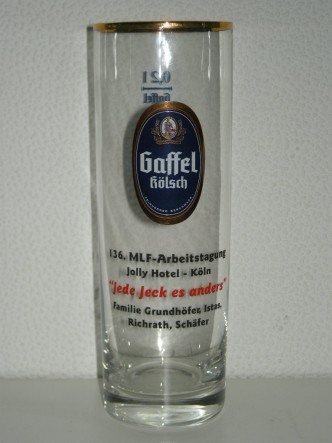 0,2 l
Gaffel
Gaffel
Kölsch
136. MLF-Arbeitstagung
Jolly Hotel - Köln
"Jede Jeck es anders"
Familie Grundhöfer, Istas,
Richrath, Schäfer